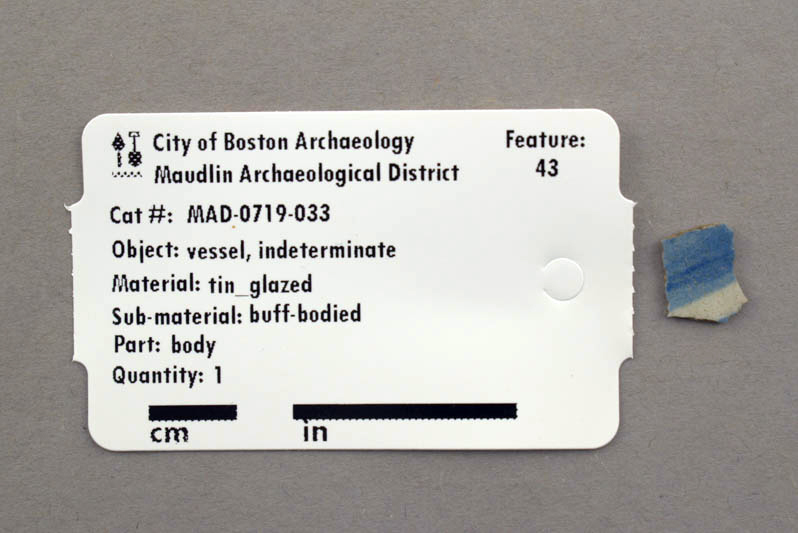 City of Boston Archaeology
Maudlin Archaeological District
Feature:
43
Cat #: MAD-0719-033
Object: vessel, indeterminate
Material: tin_glazed
Sub-material: buff-bodied
Part: body
Quantity: 1
cm in